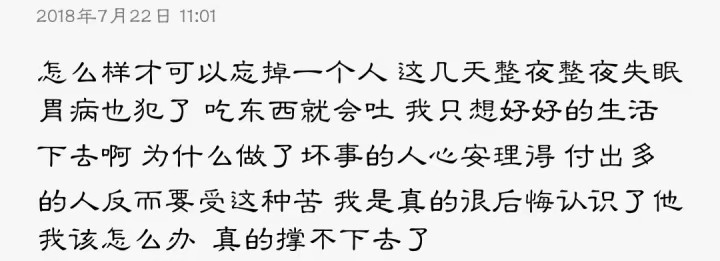 2018年7月22日 11:01
怎么样才可以忘掉一个人 这几天整夜整夜失眠
胃病也犯了 吃东西就会吐 我只想好好的生活
下去啊 为什么做了坏事的人心安理得 付出多
的人反而要受这种苦 我是真的很后悔认识了他
我该怎么办 真的撑不下去了